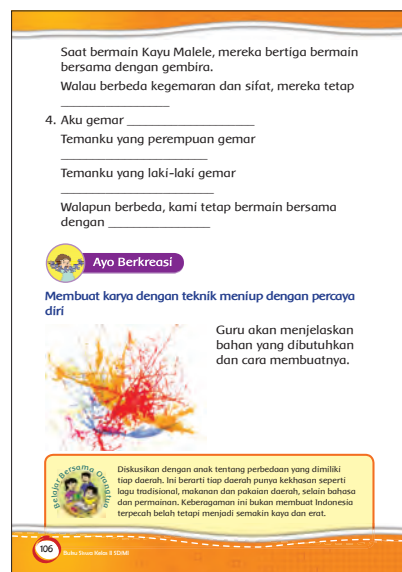 Saat bermain Kayu Malele, mereka bertiga bermain
bersama dengan gembira.
Walau berbeda kegemaran dan sifat, mereka tetap
_________________
4. Aku gemar ____________________
Temanku yang perempuan gemar
_______________________
Temanku yang laki-laki gemar
________________________
Walapun berbeda, kami tetap bermain bersama
dengan ________________
Ayo Berkreasi
Membuat karya dengan teknik meniup dengan percaya
diri
Guru akan menjelaskan
bahan yang dibutuhkan
dan cara membuatnya.
Belajar Bersama Orangtua
Diskusikan dengan anak tentang perbedaan yang dimiliki
tiap daerah. Ini berarti tiap daerah punya kekhasan seperti
lagu tradisional, makanan dan pakaian daerah, selain bahasa
dan permainan. Keberagaman ini bukan membuat Indonesia
terpecah belah tetapi menjadi semakin kaya dan erat.
106
Buku Siswa Kelas II SD/MI